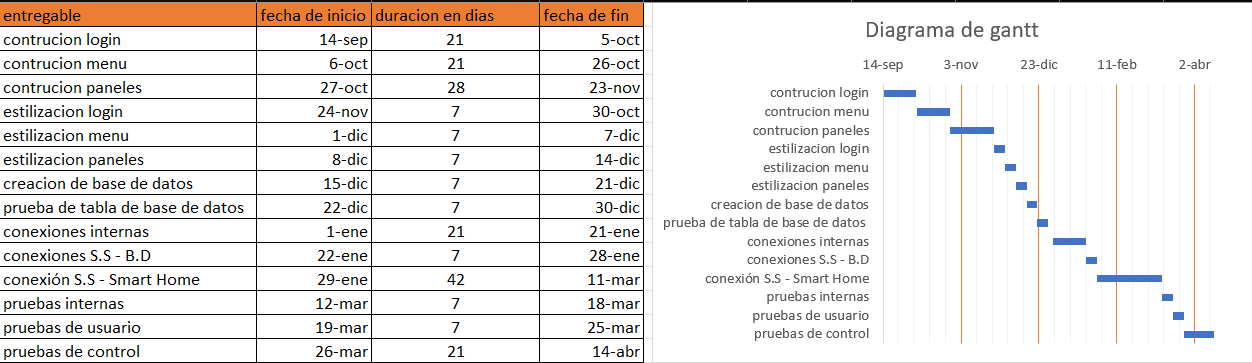 entregable fecha de inicio duracion en dias fecha de fin
contrucion login 14-sep 21 5-oct
contrucion menu 6-oct 21 26-oct
contrucion paneles 27-oct 28 23-nov
estilizacion login 24-nov 7 30-oct
estilizacion menu 1-dic 7 7-dic
estilizacion paneles 8-dic 7 14-dic
creacion de base de datos 15-dic 7 21-dic
prueba de tabla de base de datos 22-dic 7 30-dic
conexiones internas 1-ene 21 21-ene
conexiones S.S - B.D 22-ene 7 28-ene
conexión S.S - Smart Home 29-ene 42 11-mar
pruebas internas 12-mar 7 18-mar
pruebas de usuario 19-mar 7 25-mar
pruebas de control 26-mar 21 14-abr
Diagrama de gantt
14-sep 3-nov 23-dic 11-feb 2-abr
contrucion login
contrucion menu
contrucion paneles
estilizacion login
estilizacion menu
estilizacion paneles
creacion de base de datos
prueba de tabla de base de datos
conexiones internas
conexiones S.S - B.D
conexión S.S - Smart Home
pruebas internas
pruebas de usuario
pruebas de control